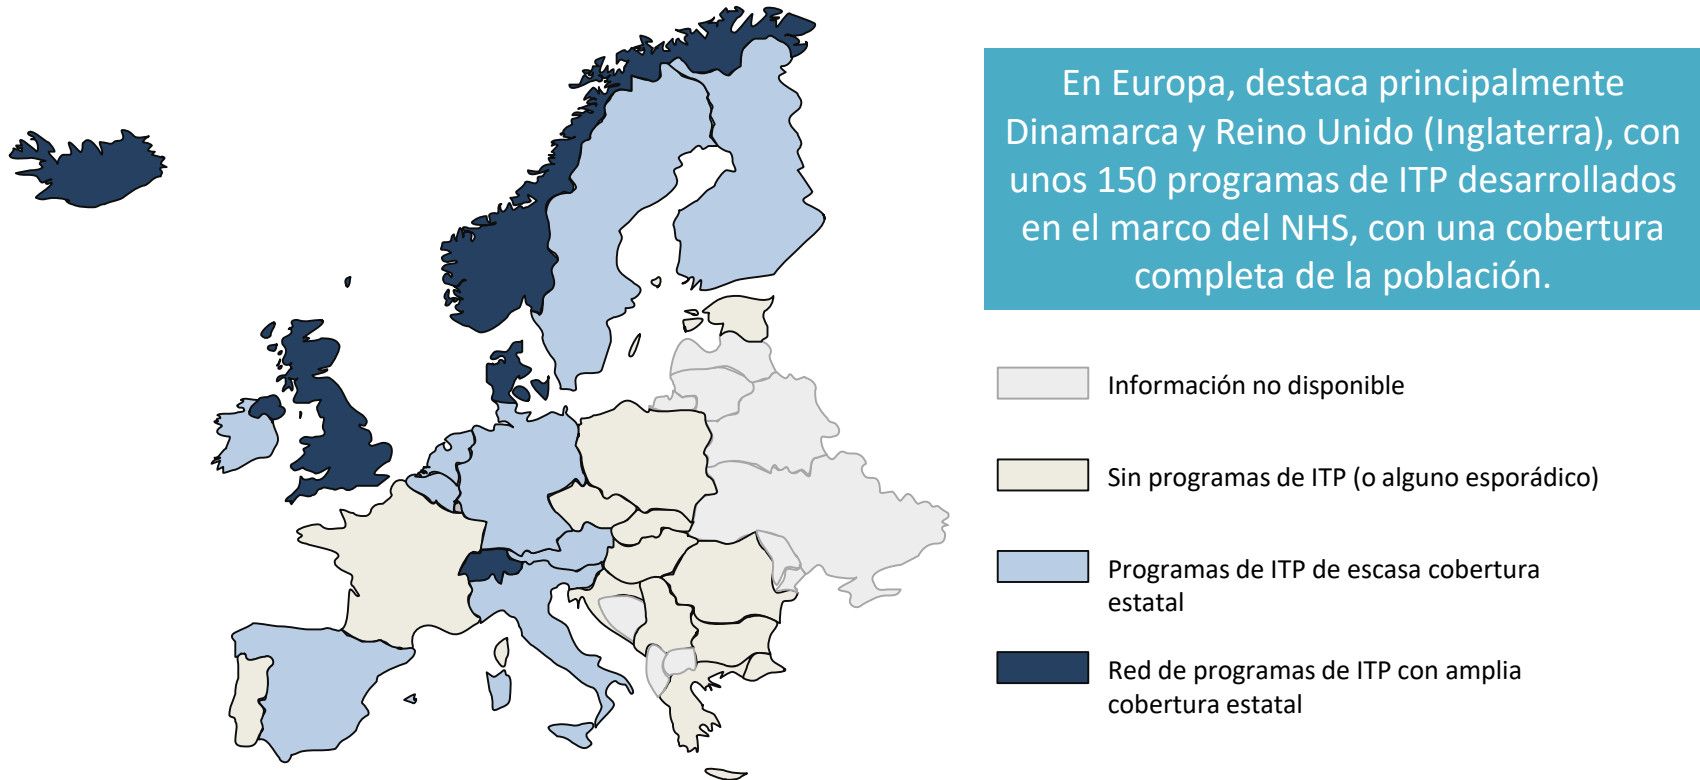 En Europa, destaca principalmente
Dinamarca y Reino Unido (Inglaterra), con
unos 150 programas de ITP desarrollados
en el marco del NHS, con una cobertura
completa de la población.
Información no disponible
Sin programas de ITP (o alguno esporádico)
Programas de ITP de escasa cobertura
estatal
Red de programas de ITP con amplia
cobertura estatal